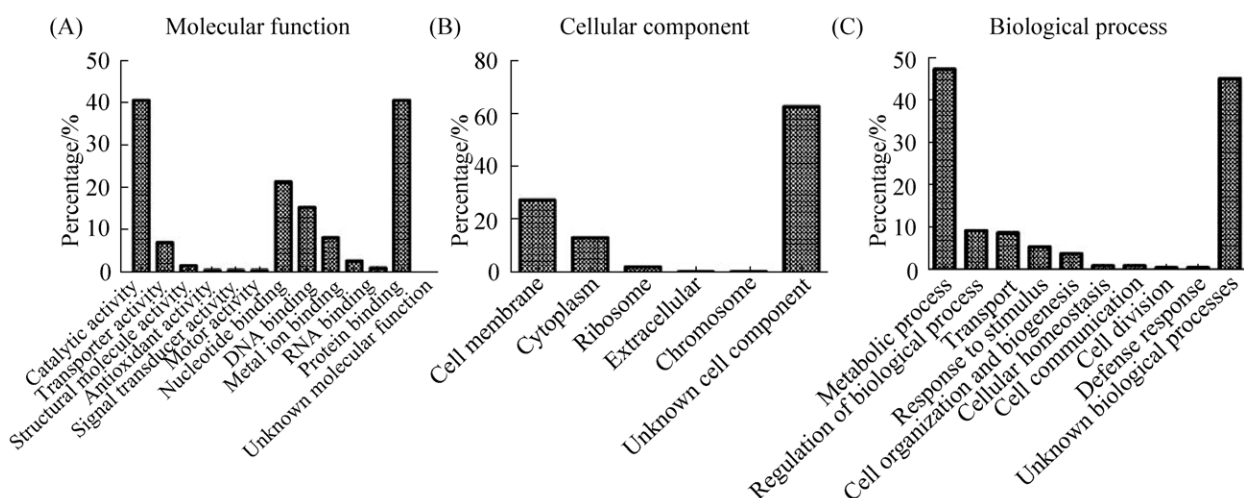 (A) Molecular function
Percentage/%
50
40
30
20
10
0
Catalytic activity
Transporter activity
Structural molecule activity
Antioxidant activity
Signal transducer activity
Motor activity
Nucleotide binding
DNA binding
Metal ion binding
RNA binding
Protein binding
Unknown molecular function
(B) Cellular component
Percentage/%
80
60
40
20
0
Cell membrane
Cytoplasm
Ribosome
Extracellular
Chromosome
Unknown cell component
(C) Biological process
Percentage/%
50
40
30
20
10
0
Metabolic process
Regulation of biological process
Transport
Response to stimulus
Cell organization and biogenesis
Cellular homeostasis
Cell communication
Cell division
Defense response
Unknown biological processes